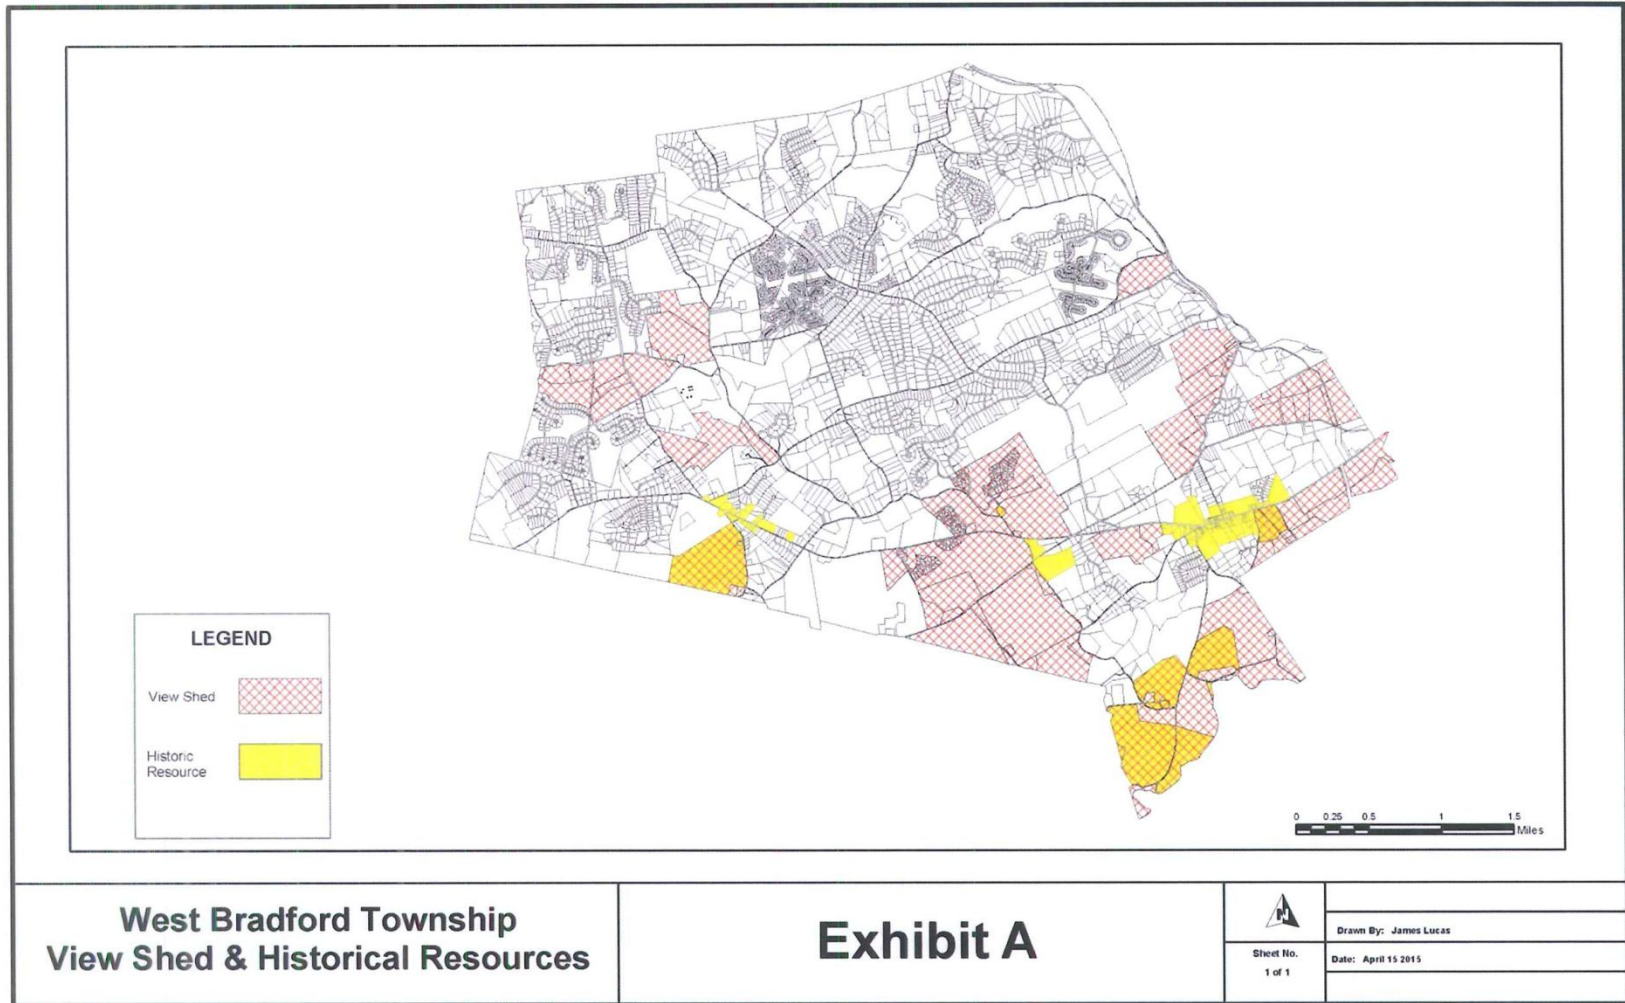 LEGEND
View Shed
Historic
Resource
0 0.25 0.5 1 1.5
Miles
West Bradford Township
View Shed & Historical Resources
Exhibit A
N
Sheet No.
1 of 1
Drawn By: James Lucas
Date: April 15 2015